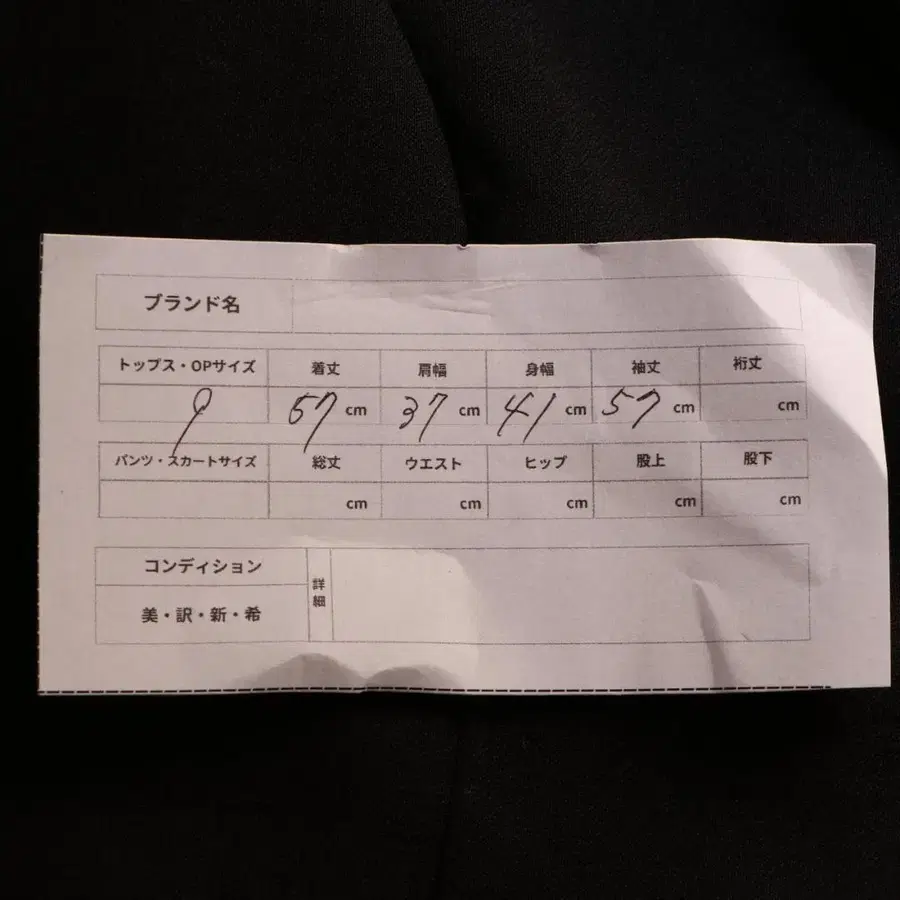 ブランド名
トップス・OPサイズ 着丈 肩幅 身幅 袖丈 裄丈
9 57 cm 37 cm 41 cm 57 cm cm
パンツ・スカートサイズ 総丈 ウエスト ヒップ 股上 股下
cm cm cm cm cm
コンディション 詳細
美・訳・新・希